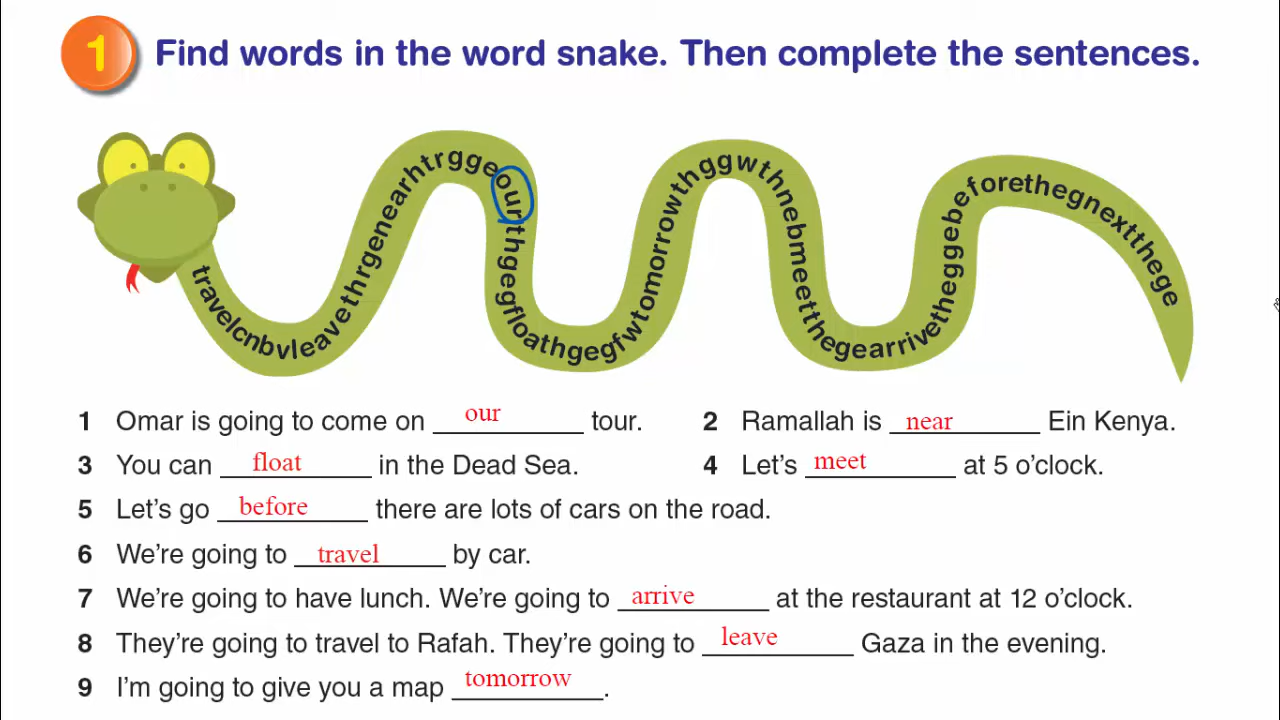 1 Find words in the word snake. Then complete the sentences.
travelcnbvleavethrgenearhtrggeourthgegfloathgegfwtomorrowthggwthnebmeetthegearrivetheggebeforethegnextthege
1 Omar is going to come on our tour. 2 Ramallah is near Ein Kenya.
3 You can float in the Dead Sea. 4 Let's meet at 5 o'clock.
5 Let's go before there are lots of cars on the road.
6 We're going to travel by car.
7 We're going to have lunch. We're going to arrive at the restaurant at 12 o'clock.
8 They're going to travel to Rafah. They're going to leave Gaza in the evening.
9 I'm going to give you a map tomorrow.